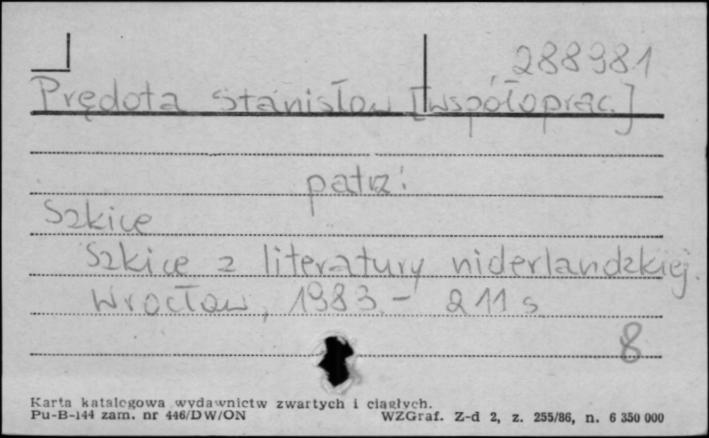 288981
Prędota Stanisław [współoprac.]
patrz:
Szkice
Szkice z literatury niderlandzkiej.
Wrocław, 1983. - 211 s
8
Karta katalogowa wydawnictw zwartych i ciągłych.
Pu-B-144 zam. nr 446/DW/ON WZGraf. Z-d 2, z. 255/86, n. 6 350 000